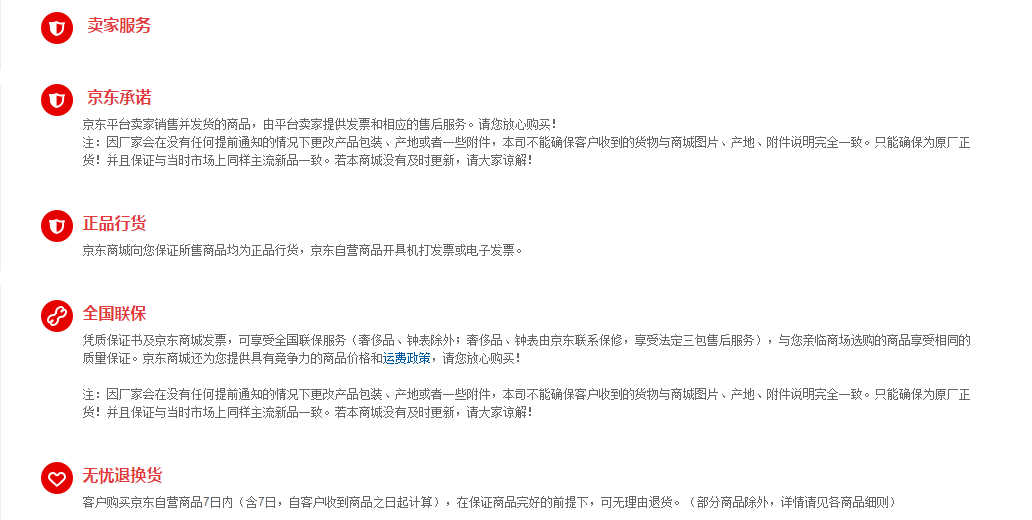 卖家服务
京东承诺
京东平台卖家销售并发货的商品，由平台卖家提供发票和相应的售后服务。请您放心购买！
注：因厂家会在没有任何提前通知的情况下更改产品包装、产地或者一些附件，本司不能确保客户收到的货物与商城图片、产地、附件说明完全一致。只能确保为原厂正
货！并且保证与当时市场上同样主流新品一致。若本商城没有及时更新，请大家谅解！
正品行货
京东商城向您保证所售商品均为正品行货，京东自营商品开具机打发票或电子发票。
全国联保
凭质保证书及京东商城发票，可享受全国联保服务（奢侈品、钟表除外；奢侈品、钟表由京东联系保修，享受法定三包售后服务），与您亲临商场选购的商品享受相同的
质量保证。京东商城还为您提供具有竞争力的商品价格和运费政策，请您放心购买！
注：因厂家会在没有任何提前通知的情况下更改产品包装、产地或者一些附件，本司不能确保客户收到的货物与商城图片、产地、附件说明完全一致。只能确保为原厂正
货！并且保证与当时市场上同样主流新品一致。若本商城没有及时更新，请大家谅解！
无忧退换货
客户购买京东自营商品7日内（含7日，自客户收到商品之日起计算），在保证商品完好的前提下，可无理由退货。（部分商品除外，详情请见各商品细则）